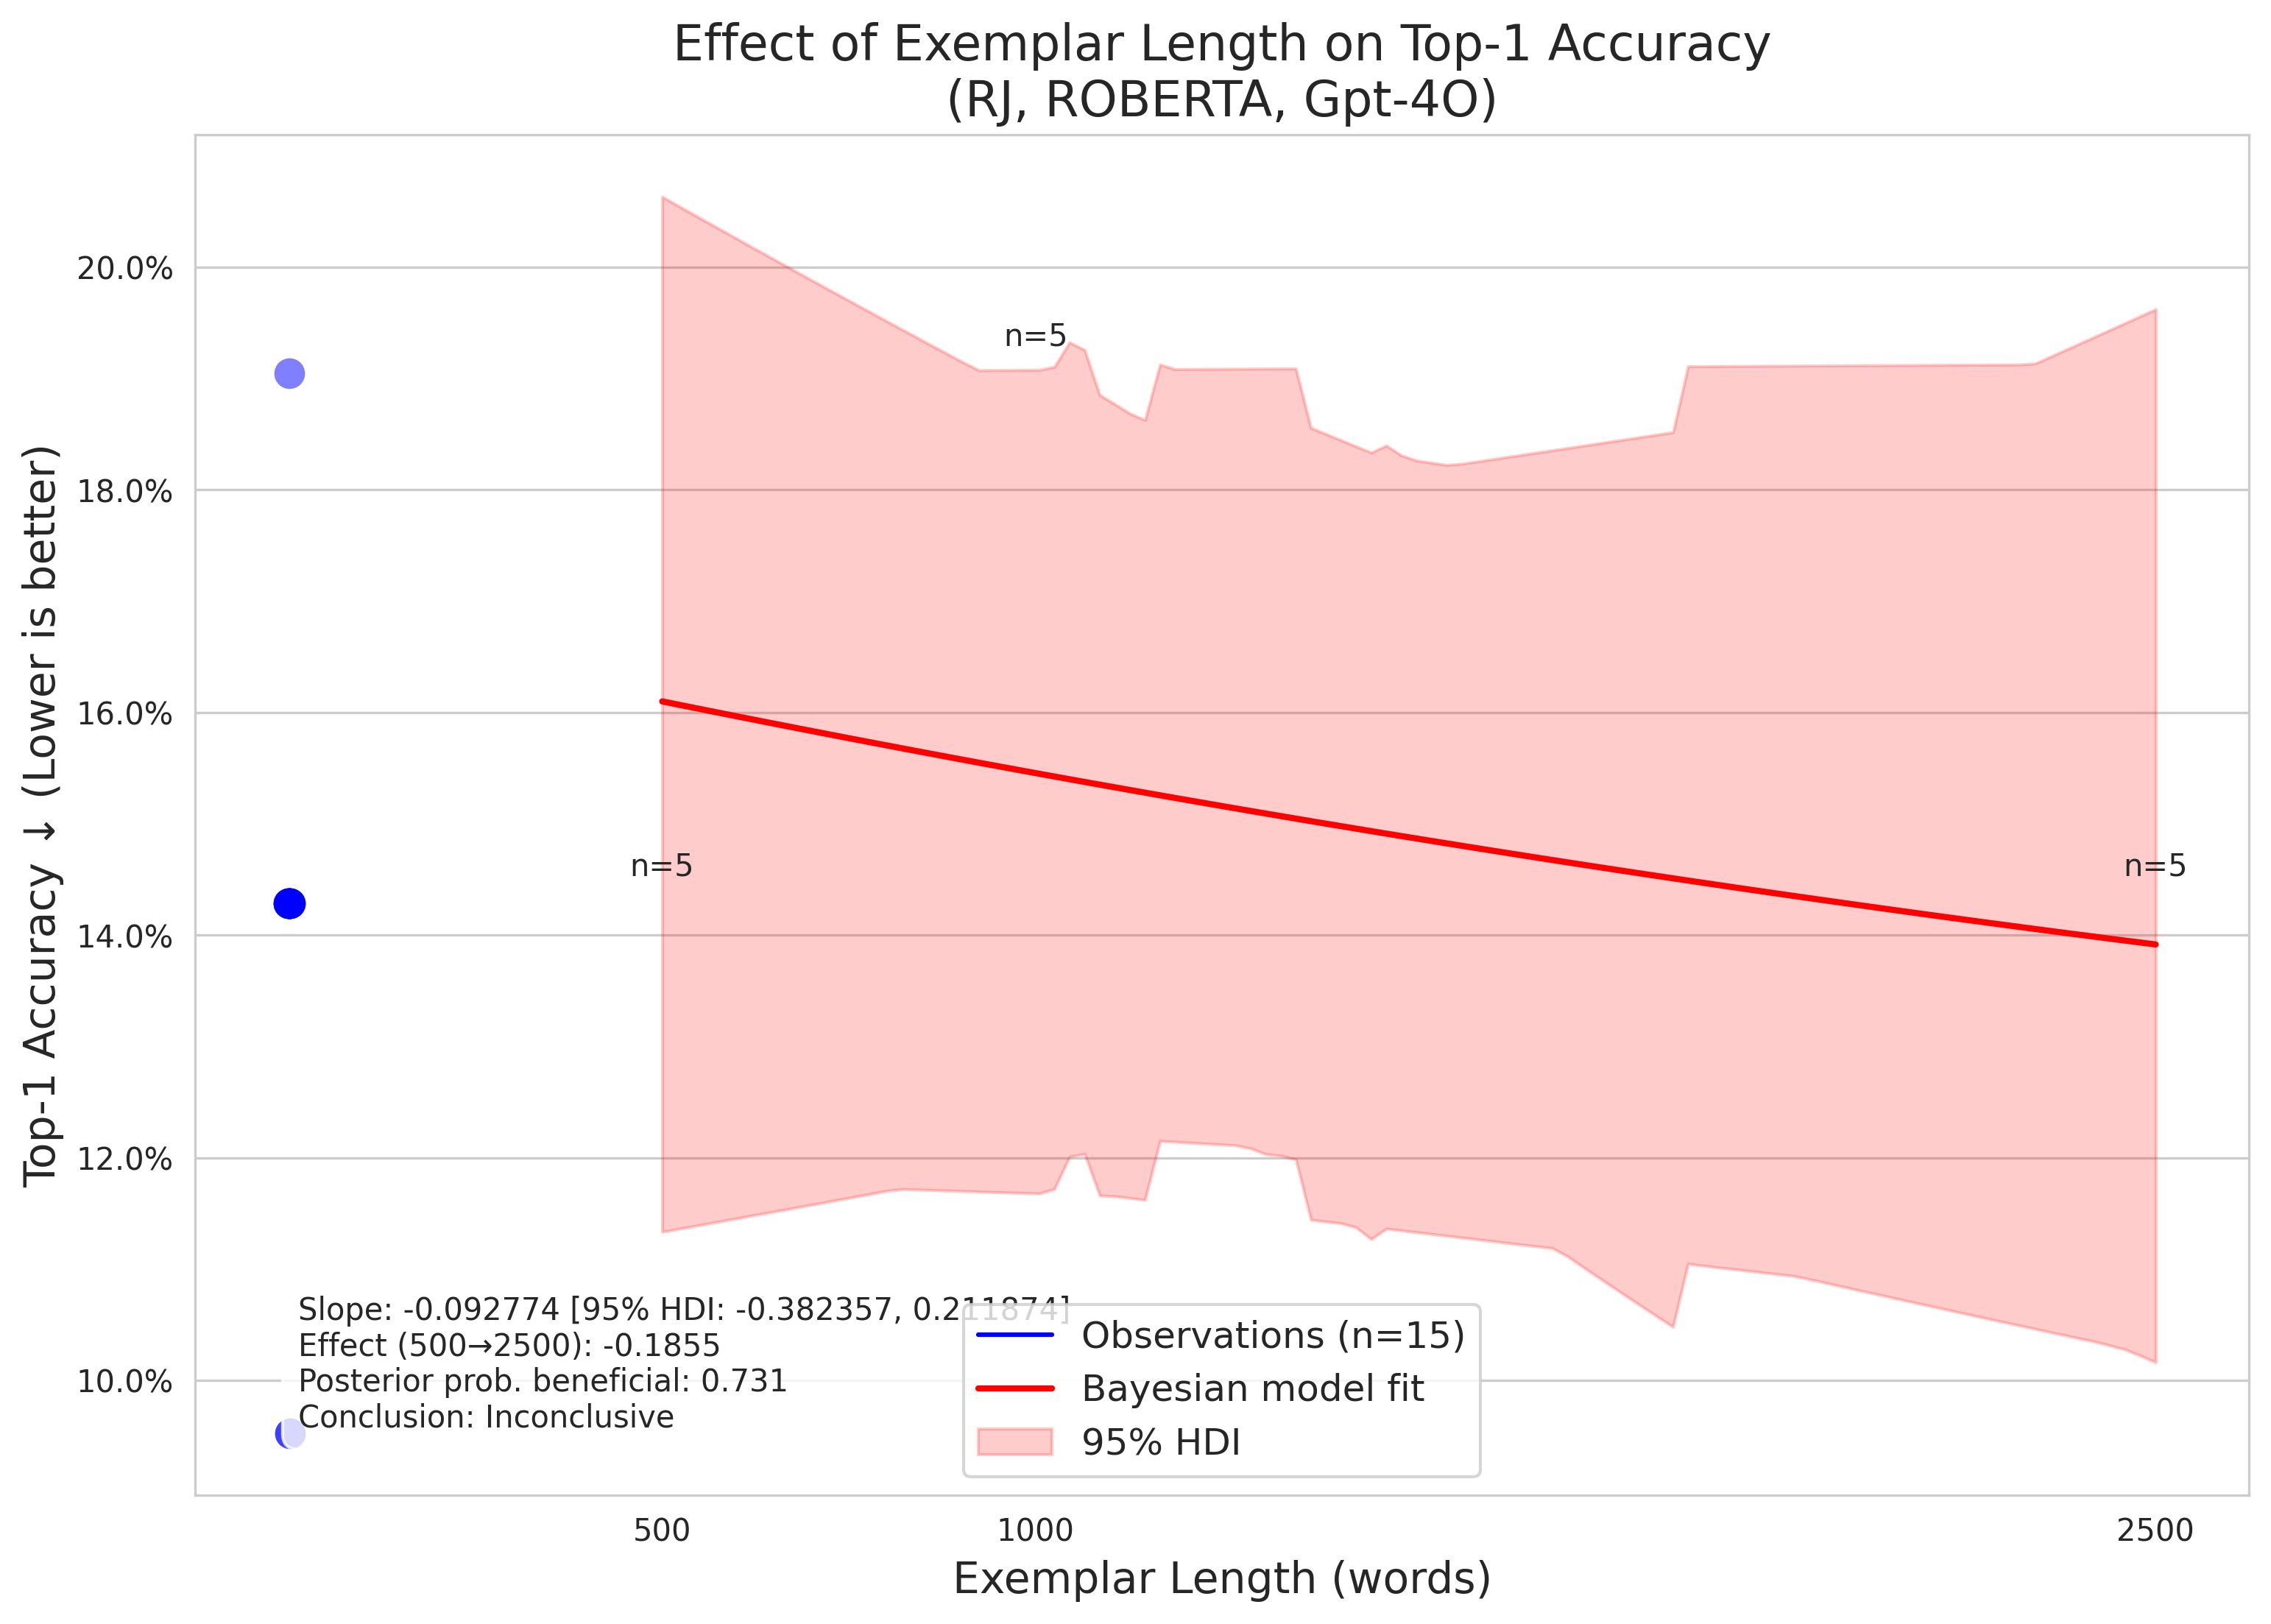 Effect of Exemplar Length on Top-1 Accuracy
(RJ, ROBERTA, Gpt-4O)
Top-1 Accuracy ↓ (Lower is better)
20.0%
18.0%
16.0%
14.0%
12.0%
10.0%
n=5
n=5
n=5
Slope: -0.092774 [95% HDI: -0.382357, 0.211874]
Effect (500→2500): -0.1855
Posterior prob. beneficial: 0.731
Conclusion: Inconclusive
Observations (n=15)
Bayesian model fit
95% HDI
500
1000
2500
Exemplar Length (words)